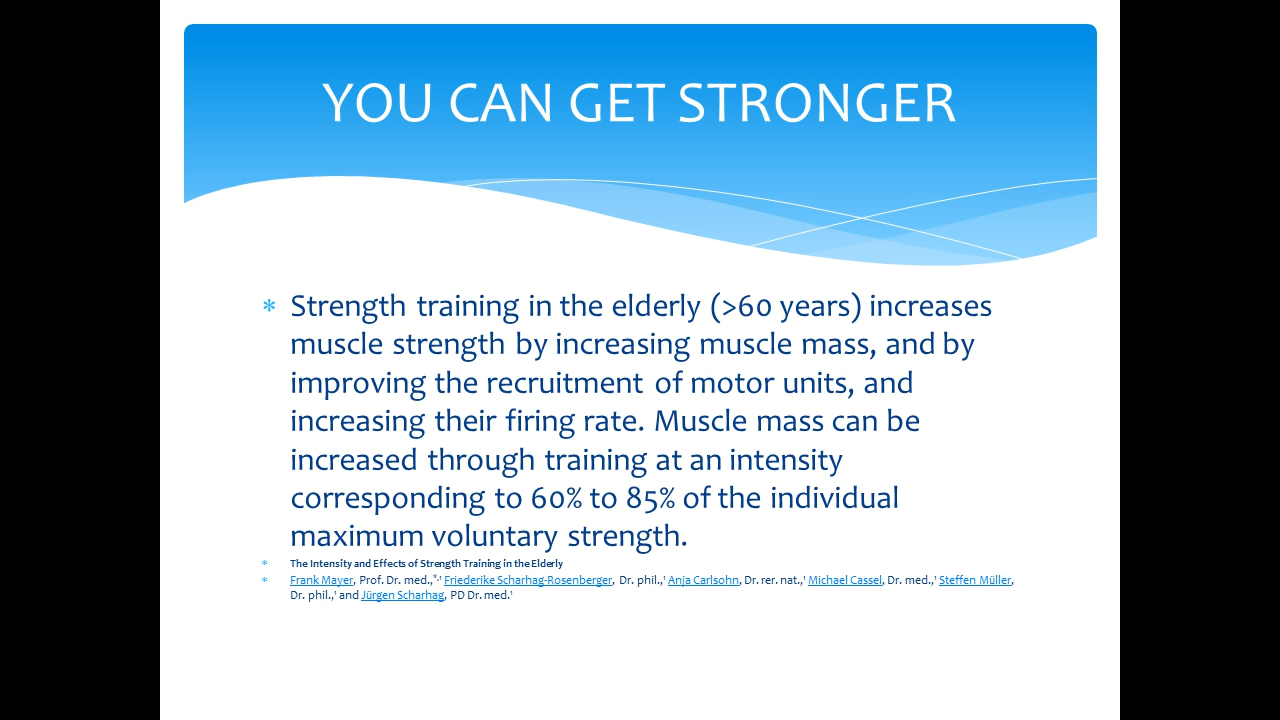 YOU CAN GET STRONGER
* Strength training in the elderly (>60 years) increases
muscle strength by increasing muscle mass, and by
improving the recruitment of motor units, and
increasing their firing rate. Muscle mass can be
increased through training at an intensity
corresponding to 60% to 85% of the individual
maximum voluntary strength.
* The Intensity and Effects of Strength Training in the Elderly
* Frank Mayer, Prof. Dr. med.,*,¹ Friederike Scharhag-Rosenberger, Dr. phil.,¹ Anja Carlsohn, Dr. rer. nat.,¹ Michael Cassel, Dr. med.,¹ Steffen Müller,
Dr. phil.,¹ and Jürgen Scharhag, PD Dr. med.¹